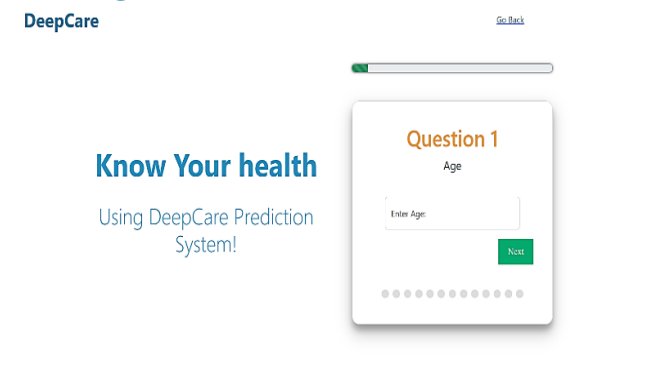 DeepCare
Go Back
Know Your health
Using DeepCare Prediction
System!
Question 1
Age
Enter Age:
Next